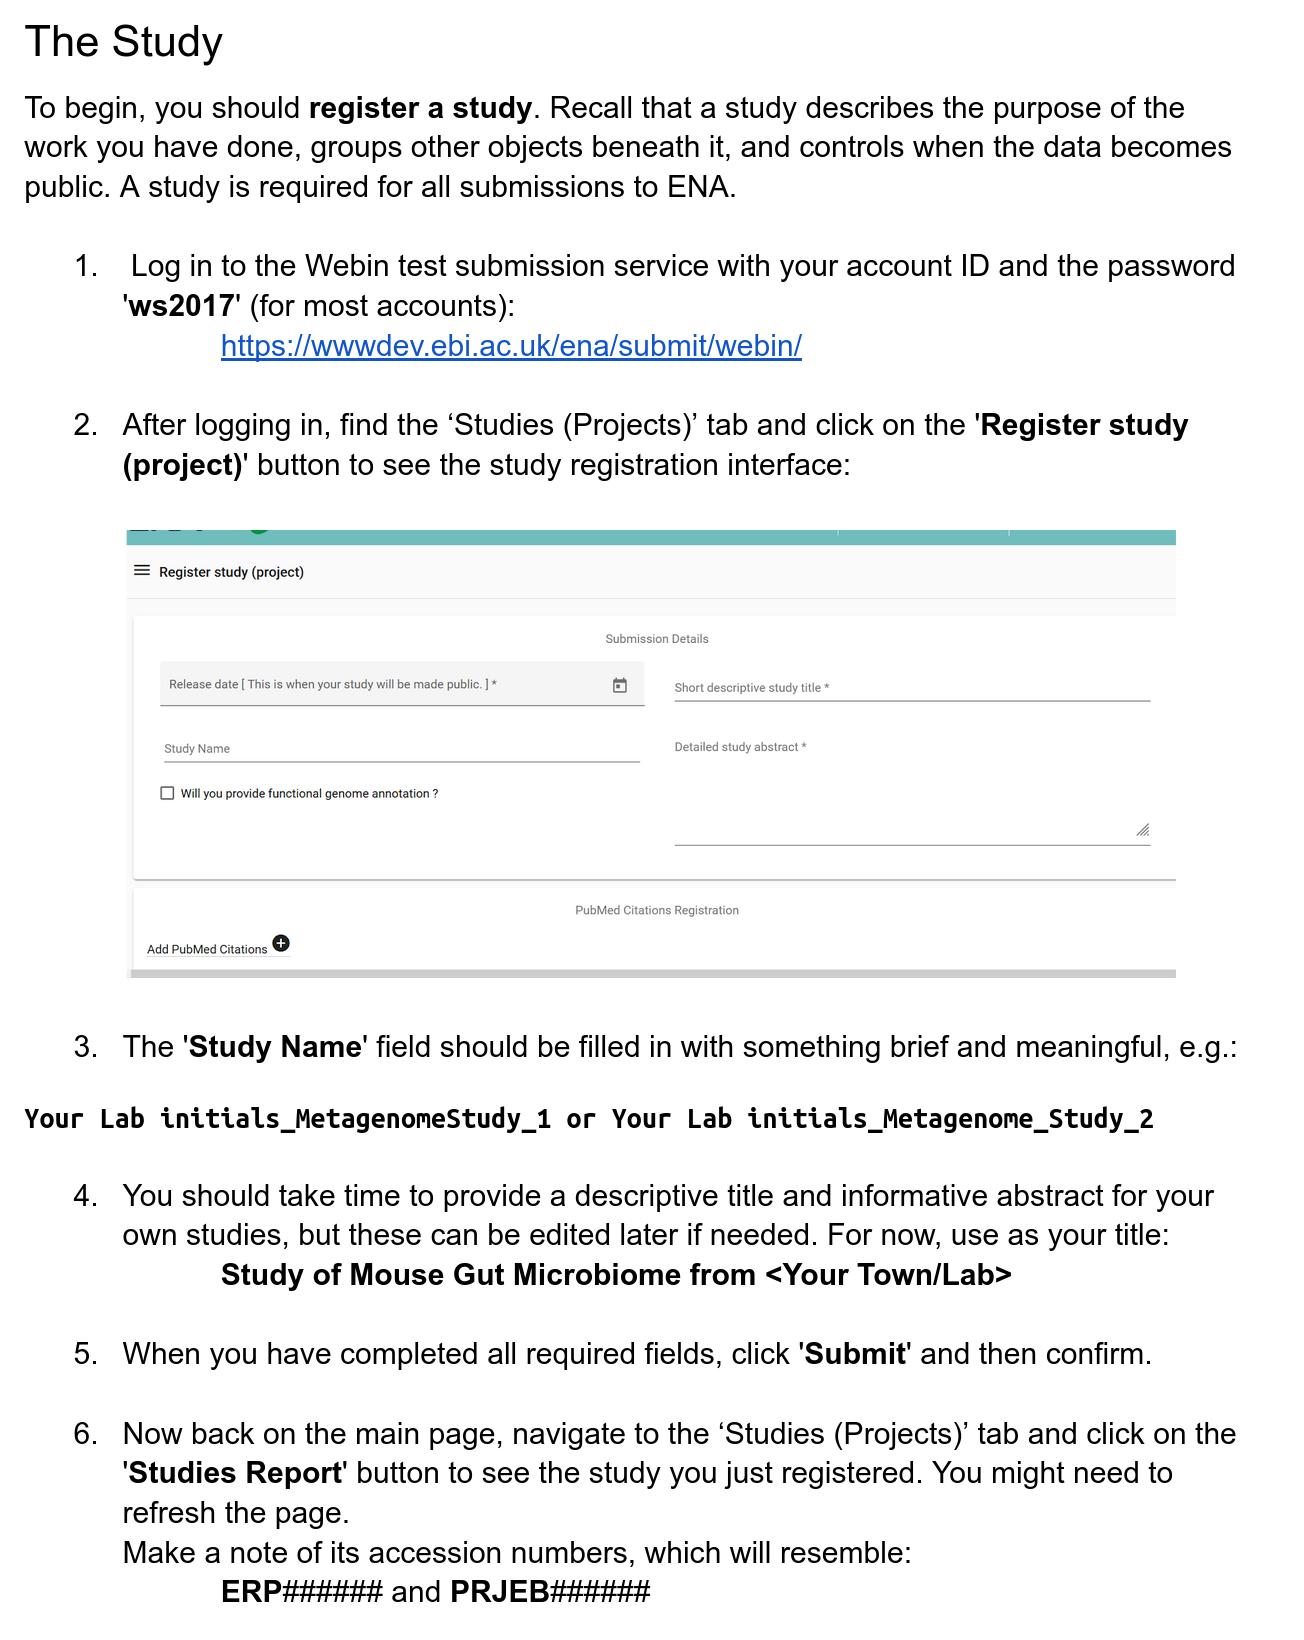 The Study
To begin, you should register a study. Recall that a study describes the purpose of the
work you have done, groups other objects beneath it, and controls when the data becomes
public. A study is required for all submissions to ENA.
1. Log in to the Webin test submission service with your account ID and the password
'ws2017' (for most accounts):
https://wwwdev.ebi.ac.uk/ena/submit/webin/
2. After logging in, find the ‘Studies (Projects)’ tab and click on the 'Register study
(project)' button to see the study registration interface:
Register study (project)
Submission Details
Release date [ This is when your study will be made public. ] *
Short descriptive study title *
Study Name
Detailed study abstract *
Will you provide functional genome annotation ?
PubMed Citations Registration
Add PubMed Citations
3. The 'Study Name' field should be filled in with something brief and meaningful, e.g.:
Your Lab initials_MetagenomeStudy_1 or Your Lab initials_Metagenome_Study_2
4. You should take time to provide a descriptive title and informative abstract for your
own studies, but these can be edited later if needed. For now, use as your title:
Study of Mouse Gut Microbiome from <Your Town/Lab>
5. When you have completed all required fields, click 'Submit' and then confirm.
6. Now back on the main page, navigate to the ‘Studies (Projects)’ tab and click on the
'Studies Report' button to see the study you just registered. You might need to
refresh the page.
Make a note of its accession numbers, which will resemble:
ERP###### and PRJEB######